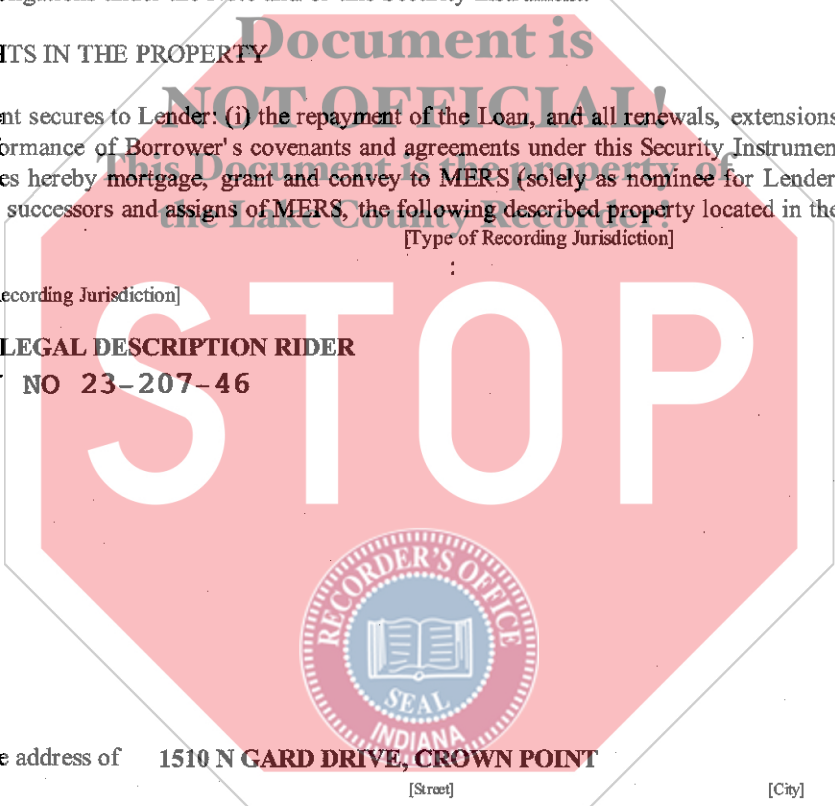 Document is
TS IN THE PROPERTY
NOT OFFICIAL!
nt secures to Lender: (i) the repayment of the Loan, and all renewals, extensions
ormance of Borrower's covenants and agreements under this Security Instrumen
This Document is the property of
es hereby mortgage, grant and convey to MERS (solely as nominee for Lender
successors and assigns of MERS, the following described property located in the
the Lake County Recorder!
[Type of Recording Jurisdiction]
:
ecording Jurisdiction]
LEGAL DESCRIPTION RIDER
NO 23-207-46
STOP
RECORDER'S OFFICE
SEAL
INDIANA
e address of 1510 N GARD DRIVE, CROWN POINT
[Street] [City]